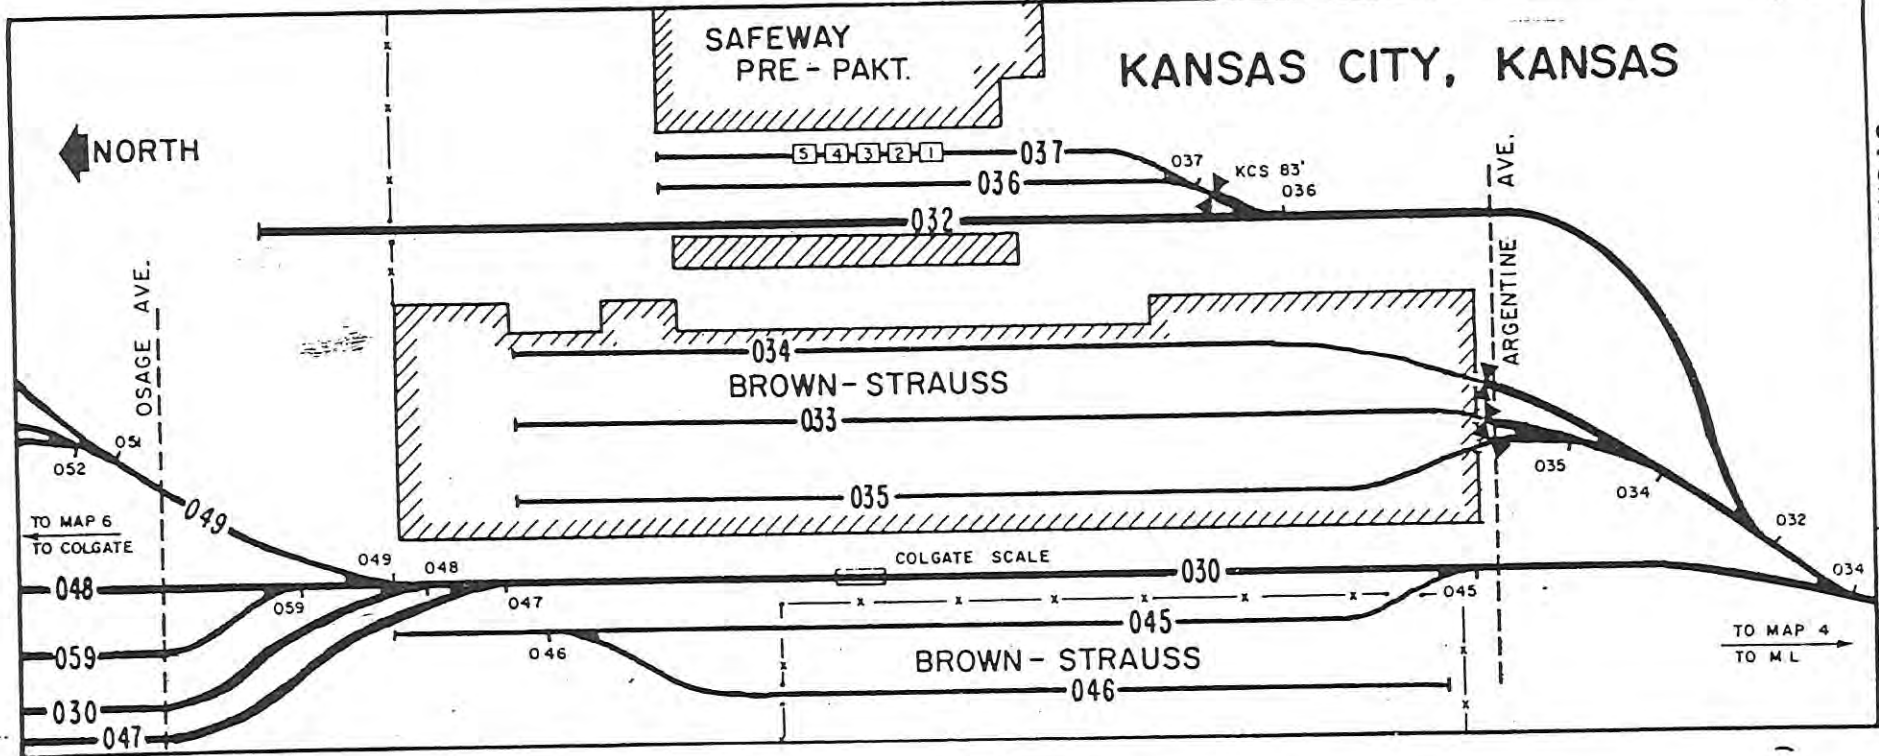 SAFEWAY
PRE - PAKT.
KANSAS CITY, KANSAS
NORTH
5 4 3 2 1
037
037
KCS 83'
036
036
032
OSAGE AVE.
ARGENTINE AVE.
034
BROWN-STRAUSS
033
035
035
034
032
034
051
052
049
TO MAP 6
TO COLGATE
049
048
COLGATE SCALE
030
048
059
047
045
045
059
046
BROWN - STRAUSS
046
TO MAP 4
TO M.L
030
047